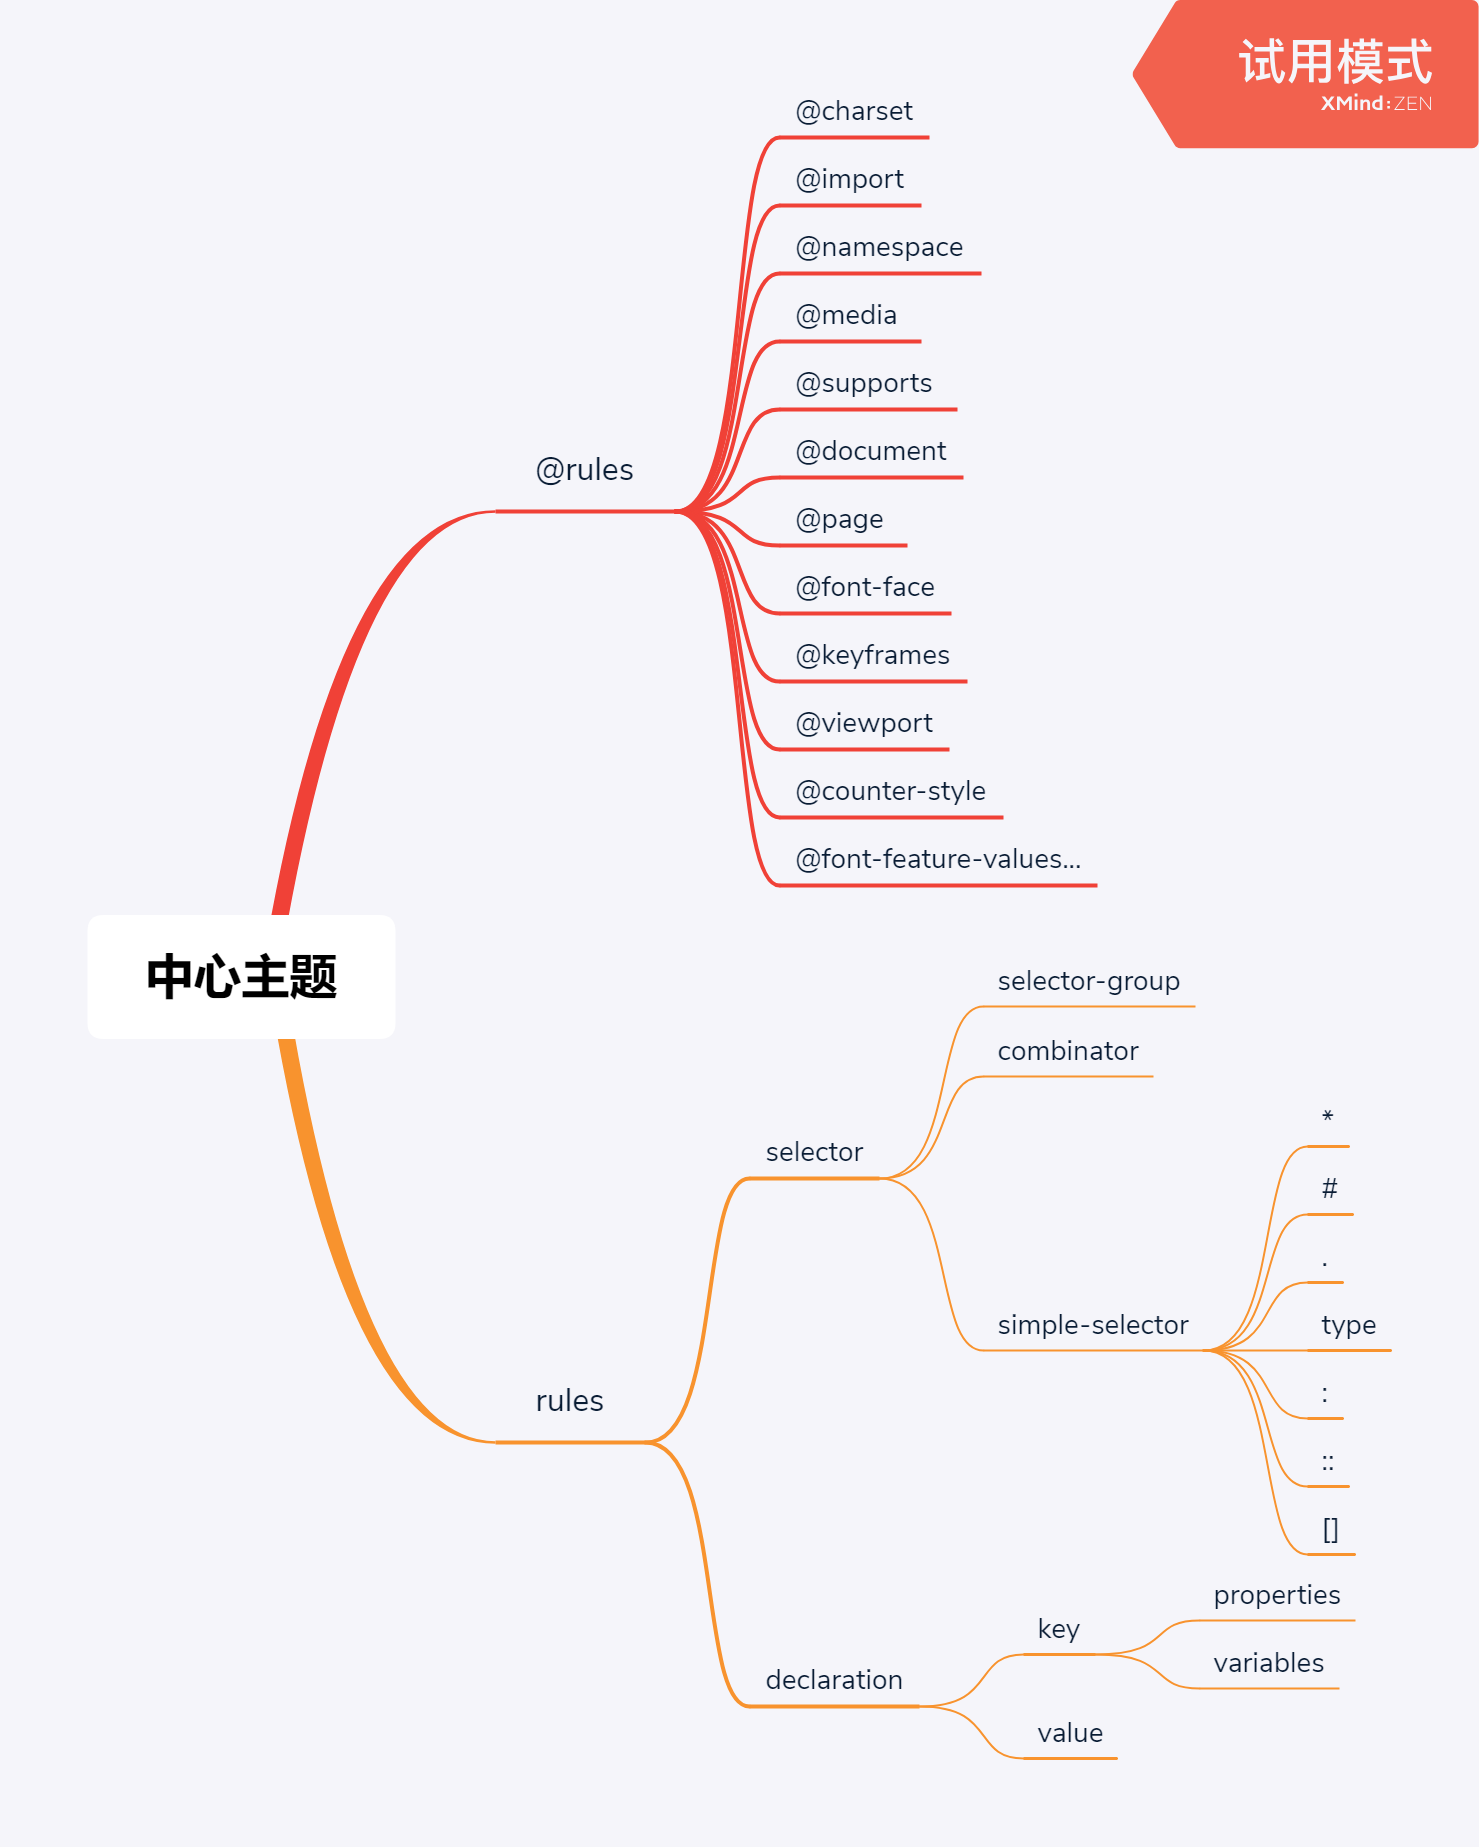 试用模式
XMind:ZEN
@charset
@import
@namespace
@media
@supports
@document
@rules
@page
@font-face
@keyframes
@viewport
@counter-style
@font-feature-values...
中心主题
selector-group
combinator
selector
*
#
.
simple-selector
type
:
::
[]
rules
declaration
key
properties
variables
value